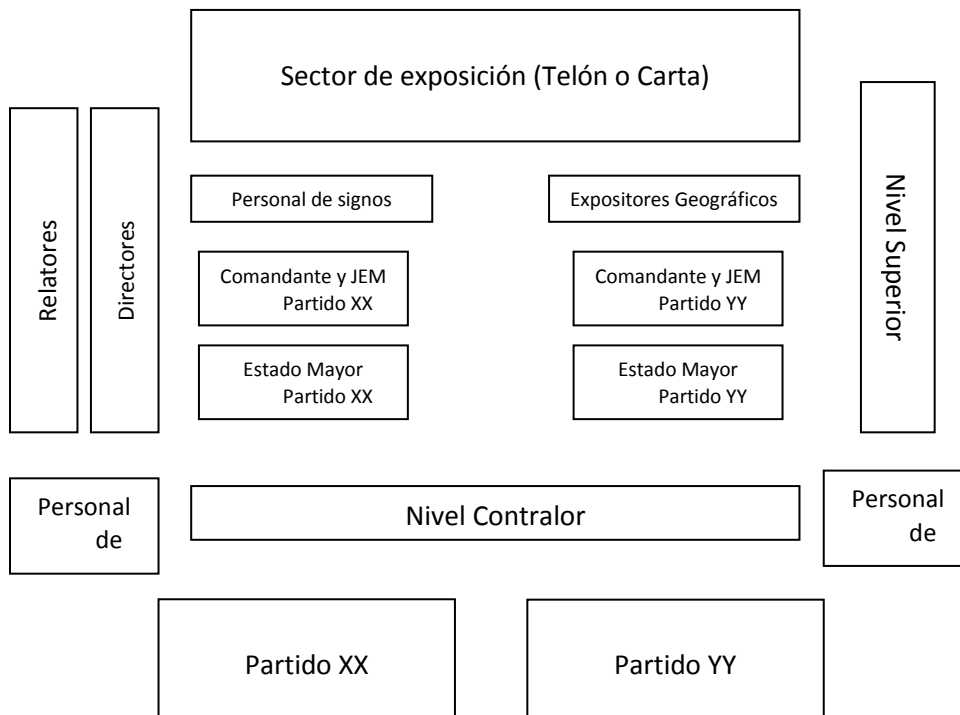 Sector de exposición (Telón o Carta)
Relatores
Directores
Personal de signos
Expositores Geográficos
Nivel Superior
Comandante y JEM
Partido XX
Comandante y JEM
Partido YY
Estado Mayor
Partido XX
Estado Mayor
Partido YY
Personal
de
Nivel Contralor
Personal
de
Partido XX
Partido YY